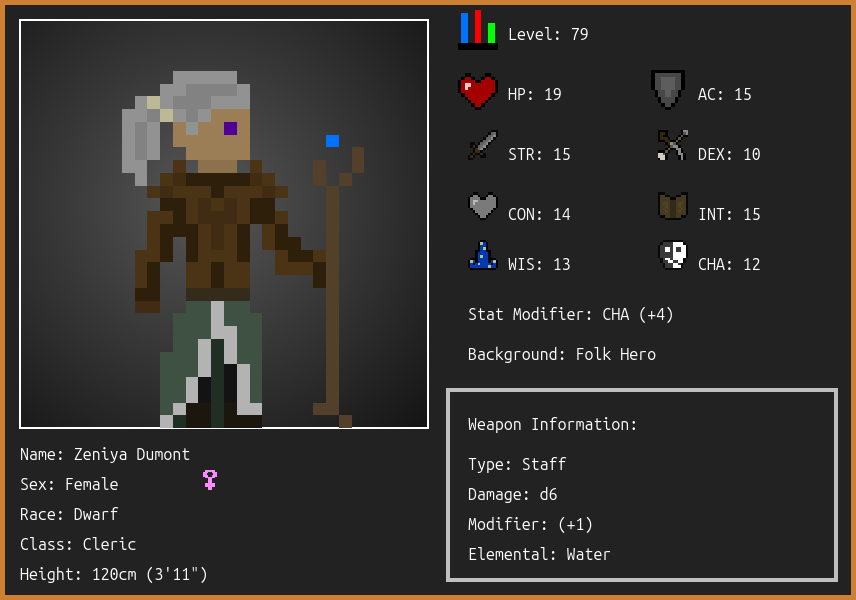 Level: 79
HP: 19
AC: 15
STR: 15
DEX: 10
CON: 14
INT: 15
WIS: 13
CHA: 12
Stat Modifier: CHA (+4)
Background: Folk Hero
Weapon Information:
Type: Staff
Damage: d6
Modifier: (+1)
Elemental: Water
Name: Zeniya Dumont
Sex: Female
Race: Dwarf
Class: Cleric
Height: 120cm (3'11")